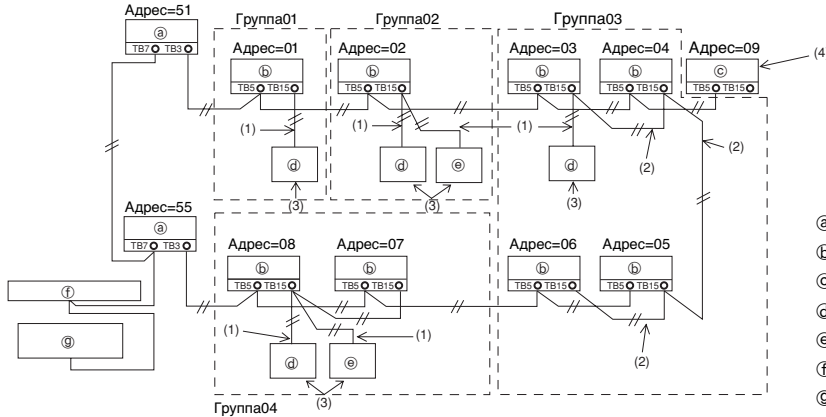 Адрес=51
ⓐ
TB7 TB3
Группа01
Адрес=01
ⓑ
TB5 TB15
(1)
ⓓ
(3)
Группа02
Адрес=02
ⓑ
TB5 TB15
(1)
(1)
ⓓ
ⓔ
(3)
Группа03
Адрес=03
ⓑ
TB5 TB15
Адрес=04
ⓑ
TB5 TB15
Адрес=09
ⓒ
TB5 TB15
(4
ⓓ
(3)
(2)
(2)
Адрес=55
ⓐ
TB7 TB3
ⓕ
ⓖ
Адрес=08
ⓑ
TB5 TB15
Адрес=07
ⓑ
TB5 TB15
(1)
(1)
ⓓ
ⓔ
(3)
Группа04
Адрес=06
ⓑ
TB5 TB15
Адрес=05
ⓑ
TB5 TB15
(2)
ⓐ
ⓑ
ⓒ
ⓓ
ⓔ
ⓕ
ⓖ